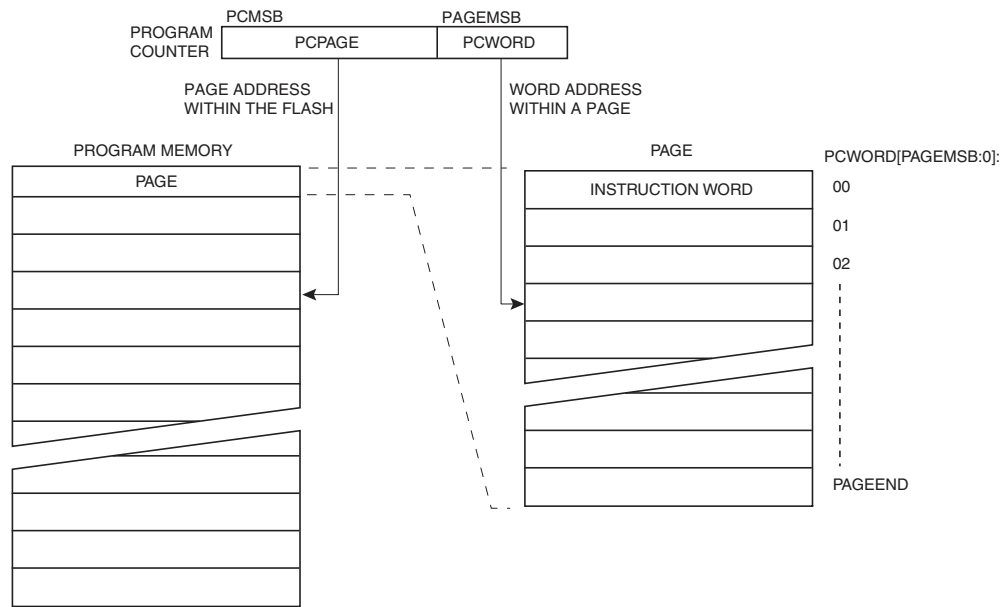 PCMSB
PAGEMSB
PROGRAM
COUNTER
PCPAGE
PCWORD
PAGE ADDRESS
WITHIN THE FLASH
WORD ADDRESS
WITHIN A PAGE
PROGRAM MEMORY
PAGE
PAGE
INSTRUCTION WORD
PCWORD[PAGEMSB:0]:
00
01
02
PAGEEND